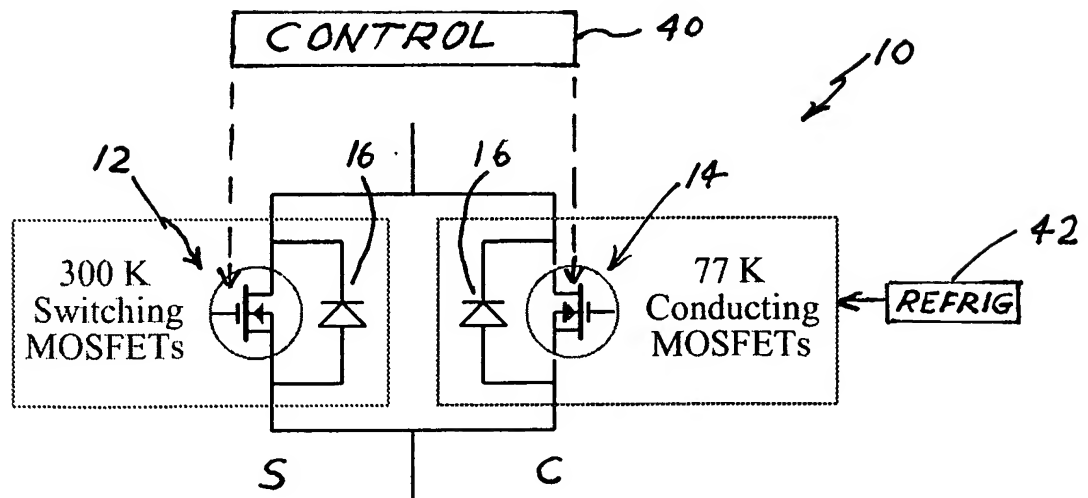 CONTROL
40
10
12
16
16
14
42
300 K
Switching
MOSFETs
77 K
Conducting
MOSFETs
REFRIG
S
C